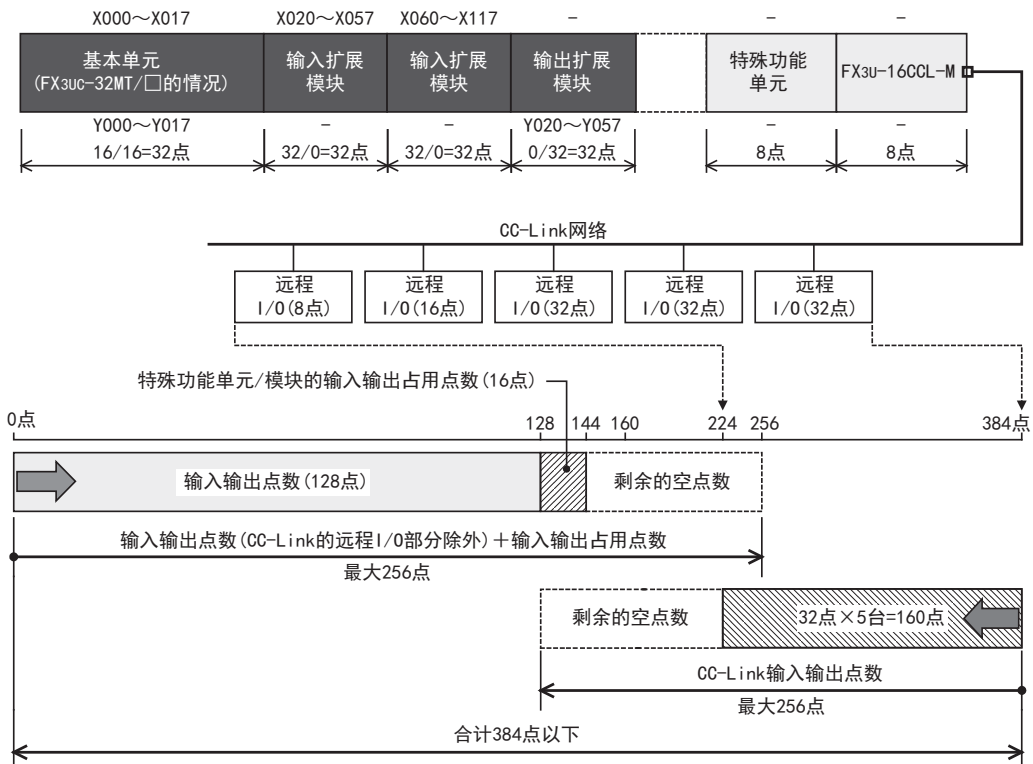 X000～X017 X020～X057 X060～X117 － － －
基本单元
(FX3UC-32MT/□的情况)
输入扩展
模块
输入扩展
模块
输出扩展
模块
特殊功能
单元
FX3U-16CCL-M
Y000～Y017 － － Y020～Y057 － －
16/16=32点 32/0=32点 32/0=32点 0/32=32点 8点 8点
CC-Link网络
远程
I/O(8点)
远程
I/O(16点)
远程
I/O(32点)
远程
I/O(32点)
远程
I/O(32点)
特殊功能单元/模块的输入输出占用点数(16点)
0点 128 144 160 224 256 384点
输入输出点数(128点) 剩余的空点数
输入输出点数(CC-Link的远程I/O部分除外)＋输入输出占用点数
最大256点
剩余的空点数 32点×5台=160点
CC-Link输入输出点数
最大256点
合计384点以下